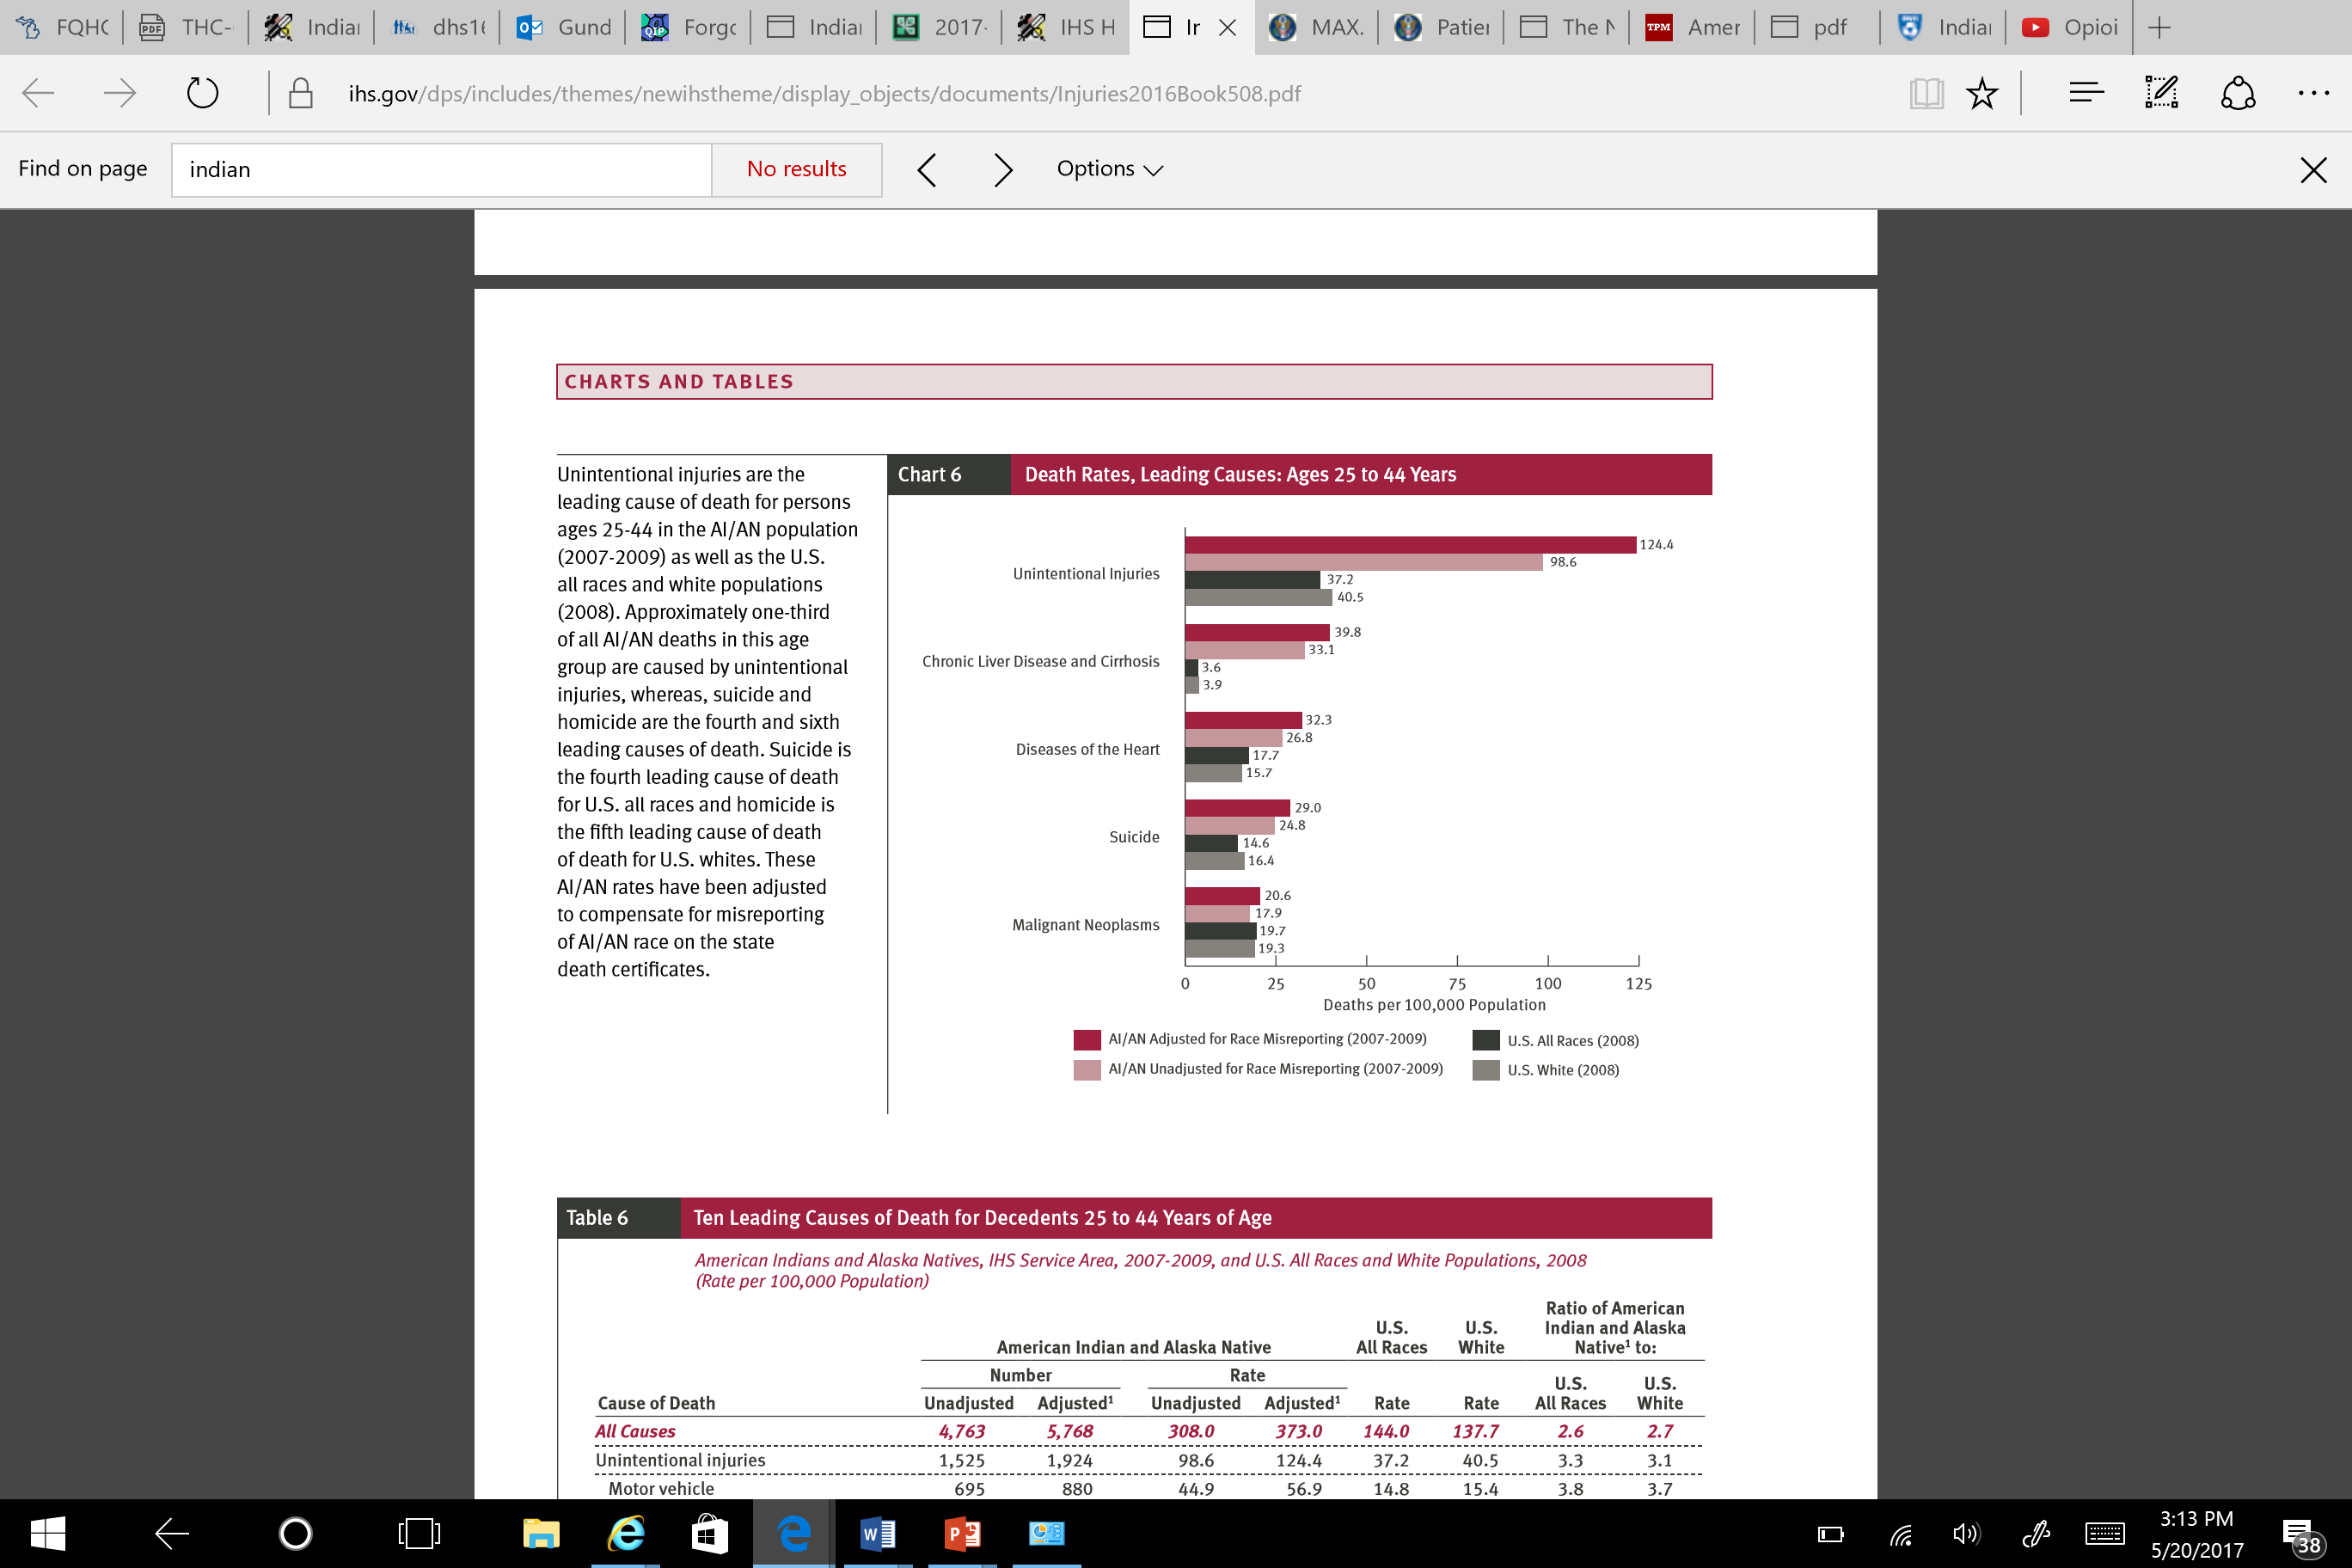 FQHC
THC-
Indian
dhs16
Gund
Forgo
Indian
2017-
IHS H
Ir
MAX.
Patier
The N
TPM
Amer
pdf
Indian
Opioi
ihs.gov/dps/includes/themes/newihstheme/display_objects/documents/Injuries2016Book508.pdf
Find on page
indian
No results
Options
CHARTS AND TABLES
Unintentional injuries are the
leading cause of death for persons
ages 25-44 in the AI/AN population
(2007-2009) as well as the U.S.
all races and white populations
(2008). Approximately one-third
of all AI/AN deaths in this age
group are caused by unintentional
injuries, whereas, suicide and
homicide are the fourth and sixth
leading causes of death. Suicide is
the fourth leading cause of death
for U.S. all races and homicide is
the fifth leading cause of death
of death for U.S. whites. These
AI/AN rates have been adjusted
to compensate for misreporting
of AI/AN race on the state
death certificates.
Chart 6 Death Rates, Leading Causes: Ages 25 to 44 Years
Unintentional Injuries
124.4
98.6
37.2
40.5
Chronic Liver Disease and Cirrhosis
39.8
33.1
3.6
3.9
Diseases of the Heart
32.3
26.8
17.7
15.7
Suicide
29.0
24.8
14.6
16.4
Malignant Neoplasms
20.6
17.9
19.7
19.3
0 25 50 75 100 125
Deaths per 100,000 Population
AI/AN Adjusted for Race Misreporting (2007-2009)
U.S. All Races (2008)
AI/AN Unadjusted for Race Misreporting (2007-2009)
U.S. White (2008)
Table 6 Ten Leading Causes of Death for Decedents 25 to 44 Years of Age
American Indians and Alaska Natives, IHS Service Area, 2007-2009, and U.S. All Races and White Populations, 2008
(Rate per 100,000 Population)
Ratio of American
U.S. U.S. Indian and Alaska
American Indian and Alaska Native All Races White Native¹ to:
Number Rate
U.S. U.S.
Cause of Death Unadjusted Adjusted¹ Unadjusted Adjusted¹ Rate Rate All Races White
All Causes 4,763 5,768 308.0 373.0 144.0 137.7 2.6 2.7
Unintentional injuries 1,525 1,924 98.6 124.4 37.2 40.5 3.3 3.1
Motor vehicle 695 880 44.9 56.9 14.8 15.4 3.8 3.7
3:13 PM
5/20/2017
38